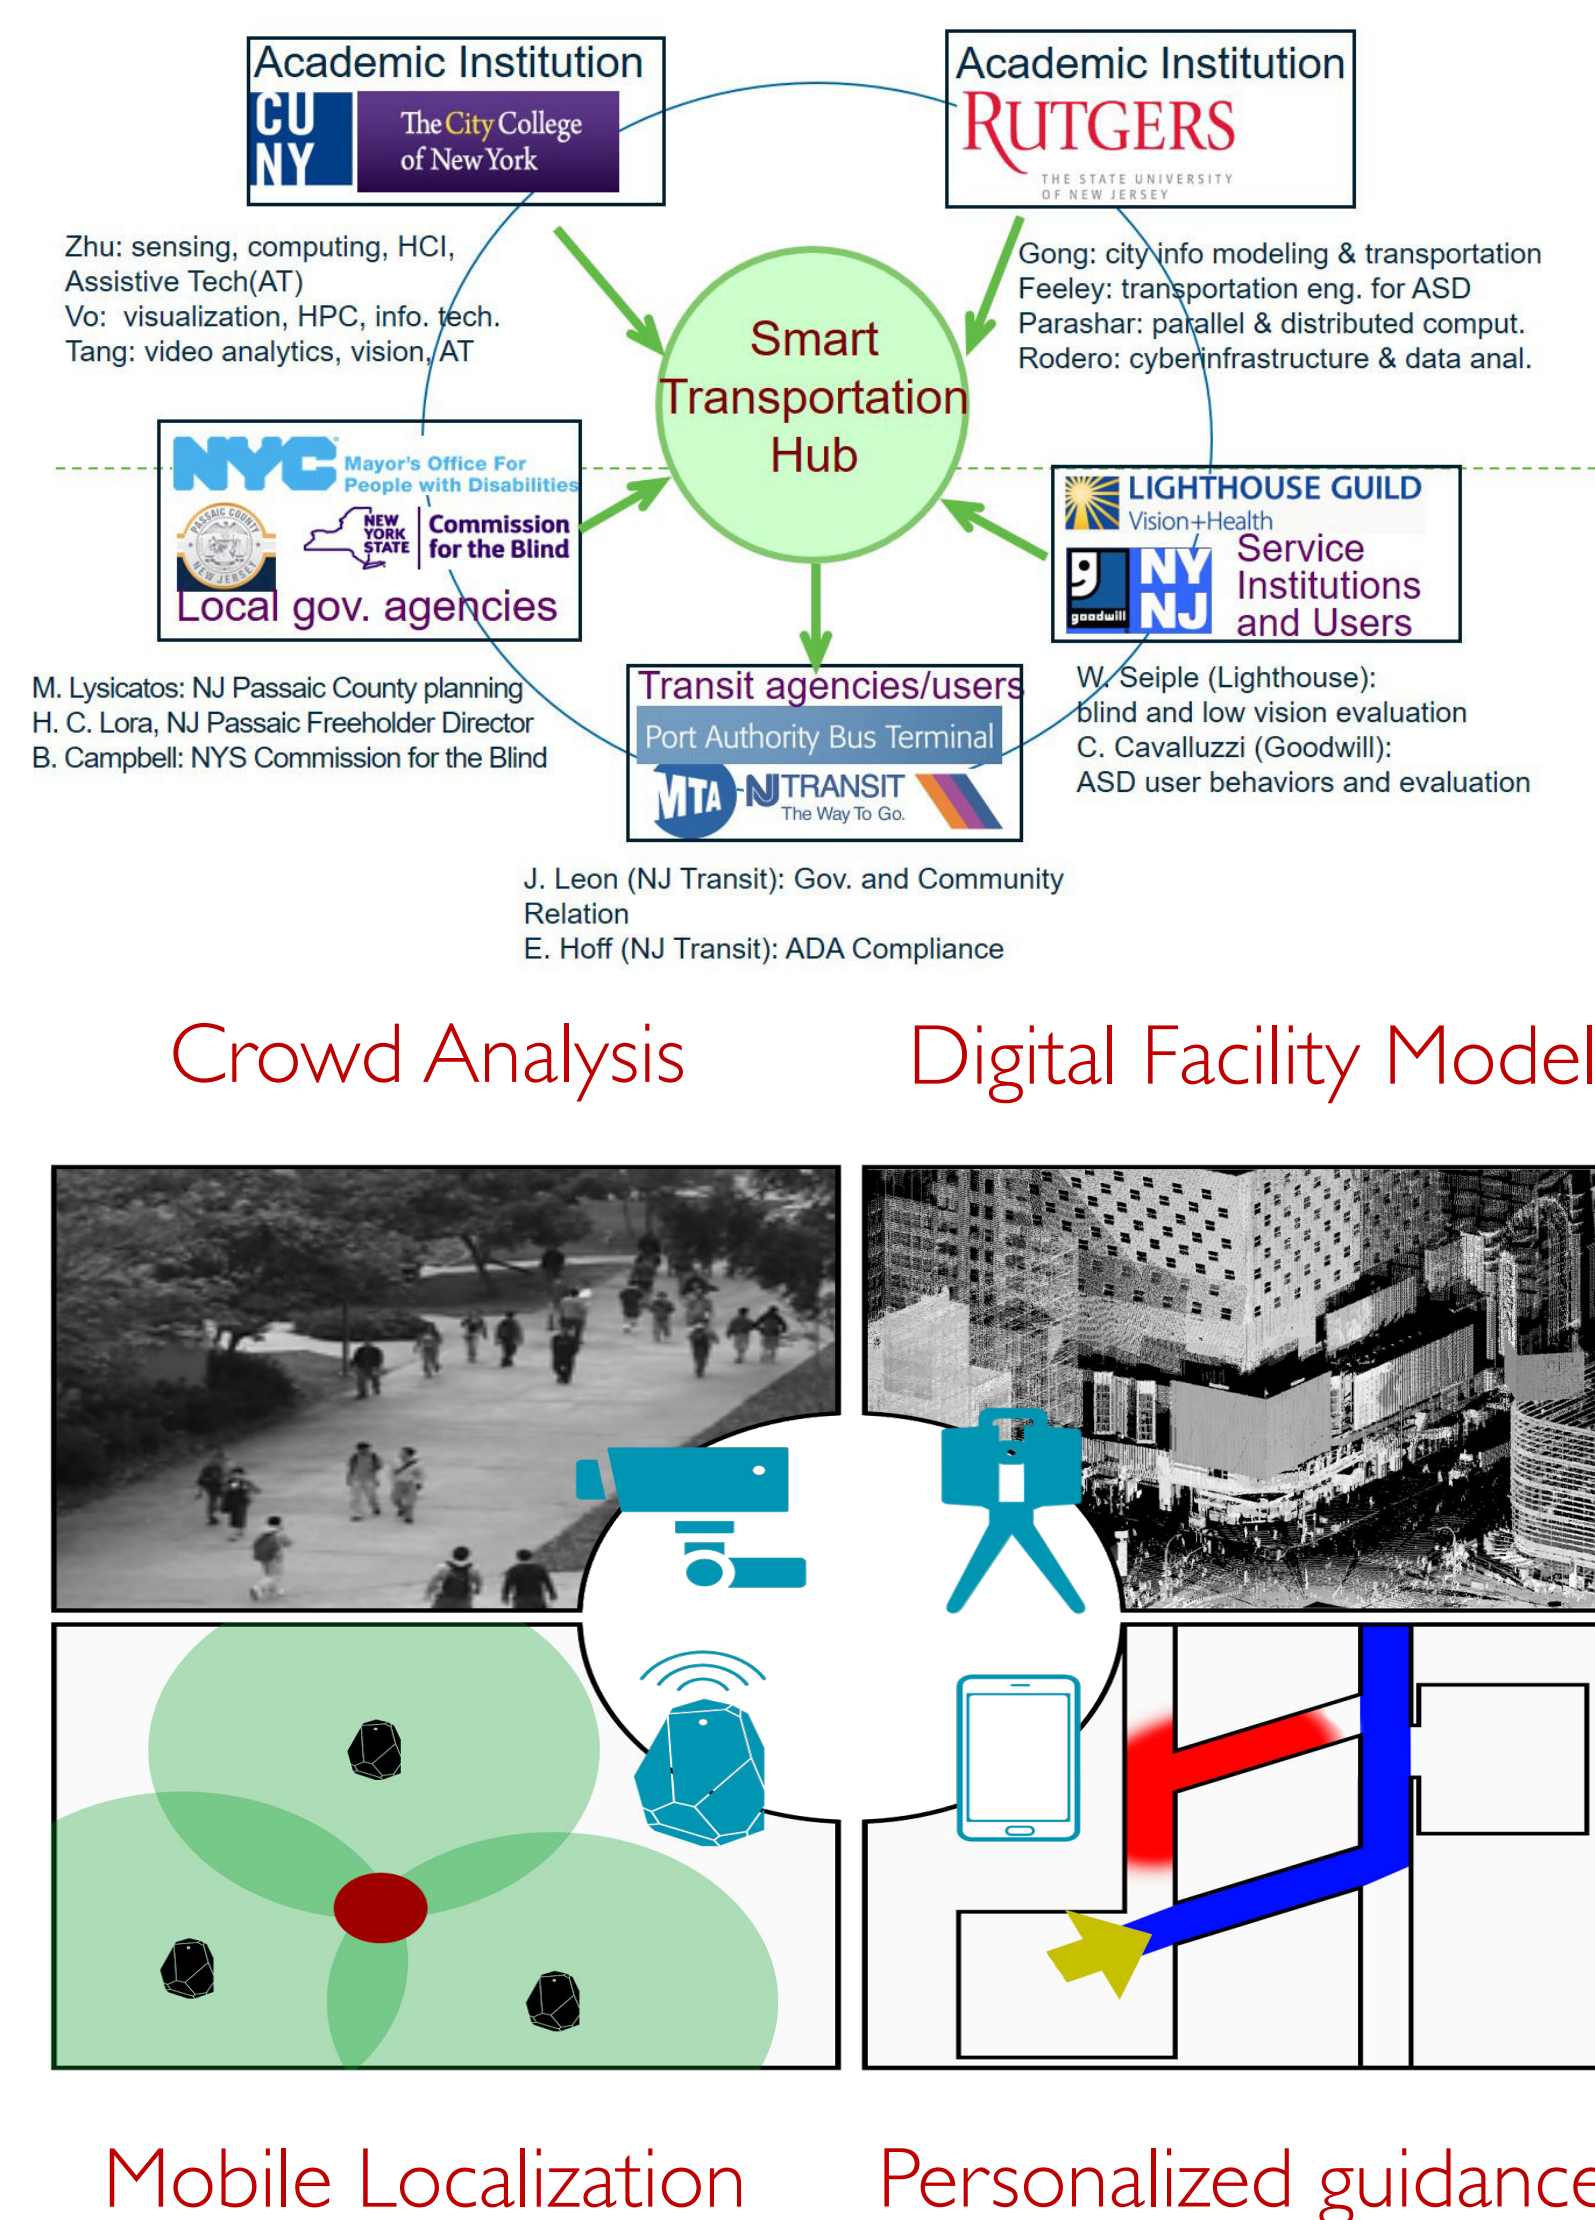 Academic Institution
CU
NY
The City College
of New York
Academic Institution
RUTGERS
THE STATE UNIVERSITY
OF NEW JERSEY
Zhu: sensing, computing, HCI,
Assistive Tech(AT)
Vo: visualization, HPC, info. tech.
Tang: video analytics, vision, AT
Gong: city info modeling & transportation
Feeley: transportation eng. for ASD
Parashar: parallel & distributed comput.
Rodero: cyberinfrastructure & data anal.
Smart
Transportation
Hub
NYC
Mayor's Office For
People with Disabilities
PASSAIC COUNTY
NEW JERSEY
NEW
YORK
STATE
Commission
for the Blind
Local gov. agencies
LIGHTHOUSE GUILD
Vision+Health
g
goodwill
NY
NJ
Service
Institutions
and Users
M. Lysicatos: NJ Passaic County planning
H. C. Lora, NJ Passaic Freeholder Director
B. Campbell: NYS Commission for the Blind
Transit agencies/users
Port Authority Bus Terminal
MTA
NJ TRANSIT
The Way To Go.
W. Seiple (Lighthouse):
blind and low vision evaluation
C. Cavalluzzi (Goodwill):
ASD user behaviors and evaluation
J. Leon (NJ Transit): Gov. and Community
Relation
E. Hoff (NJ Transit): ADA Compliance
Crowd Analysis
Digital Facility Model
Mobile Localization
Personalized guidance